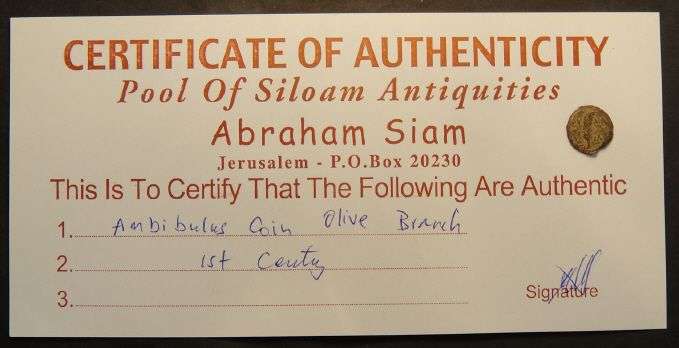 CERTIFICATE OF AUTHENTICITY
Pool Of Siloam Antiquities
Abraham Siam
Jerusalem - P.O.Box 20230
This Is To Certify That The Following Are Authentic
1. Ambibulus Coin Olive Branch
2. 1st Centuy
3.
Signature